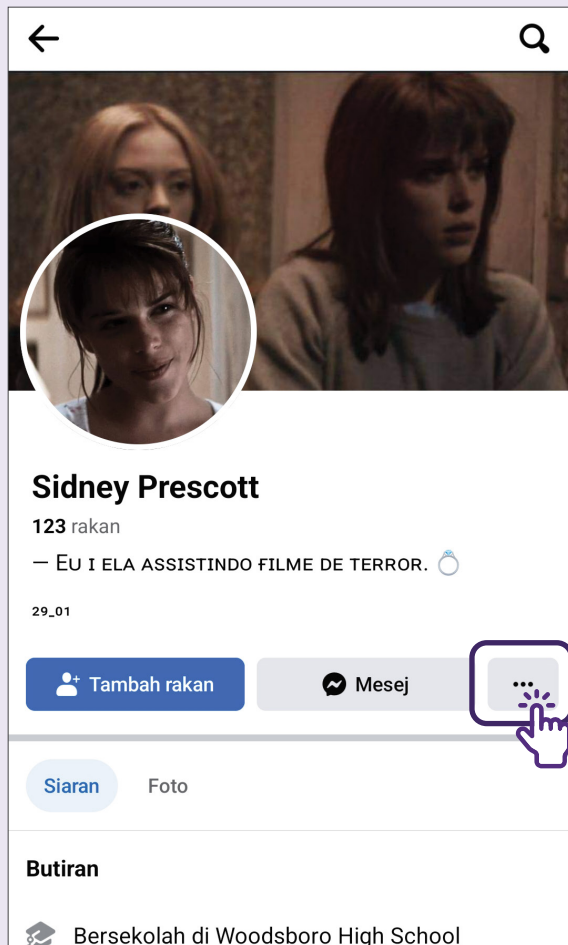 Sidney Prescott
123 rakan
— Eu i ela assistindo filme de terror.
29_01
Tambah rakan
Mesej
Siaran
Foto
Butiran
Bersekolah di Woodsboro High School